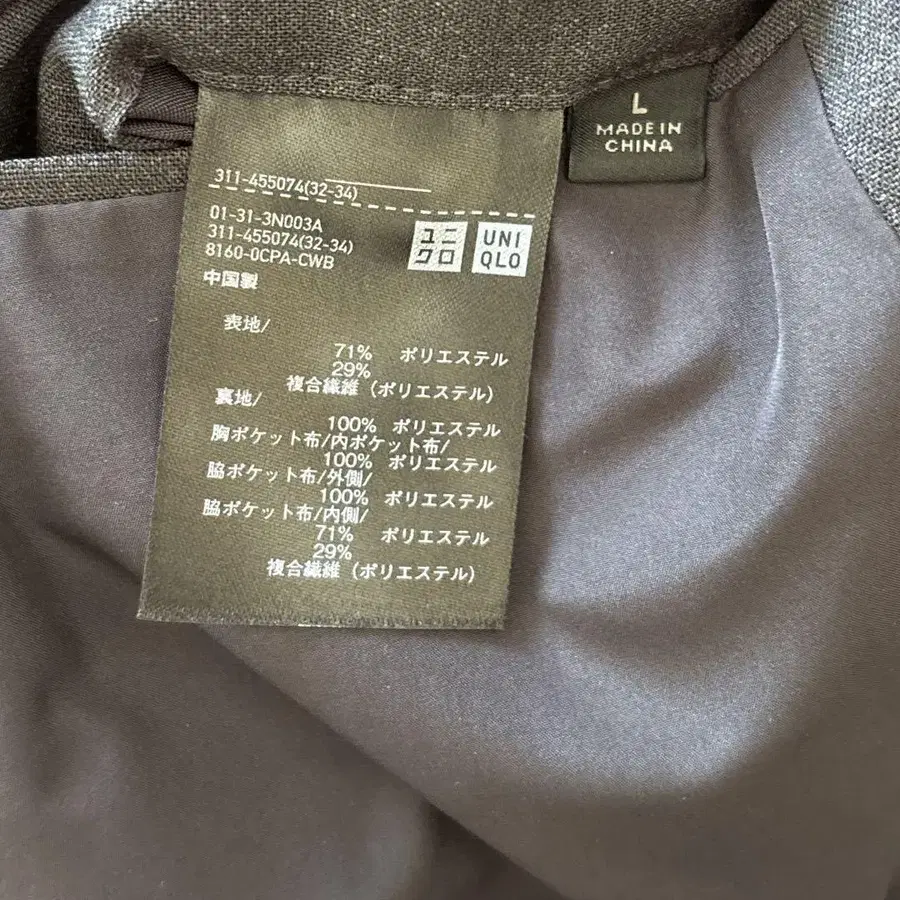 L
MADE IN
CHINA
311-455074(32-34)
01-31-3N003A
311-455074(32-34)
8160-0CPA-CWB
ユニ
クロ
UNI
QLO
中国製
表地/
71% ポリエステル
29%
複合繊維 (ポリエステル)
裏地/
100% ポリエステル
胸ポケット布/内ポケット布/
100% ポリエステル
脇ポケット布/外側/
100% ポリエステル
脇ポケット布/内側/
71% ポリエステル
29%
複合繊維 (ポリエステル)